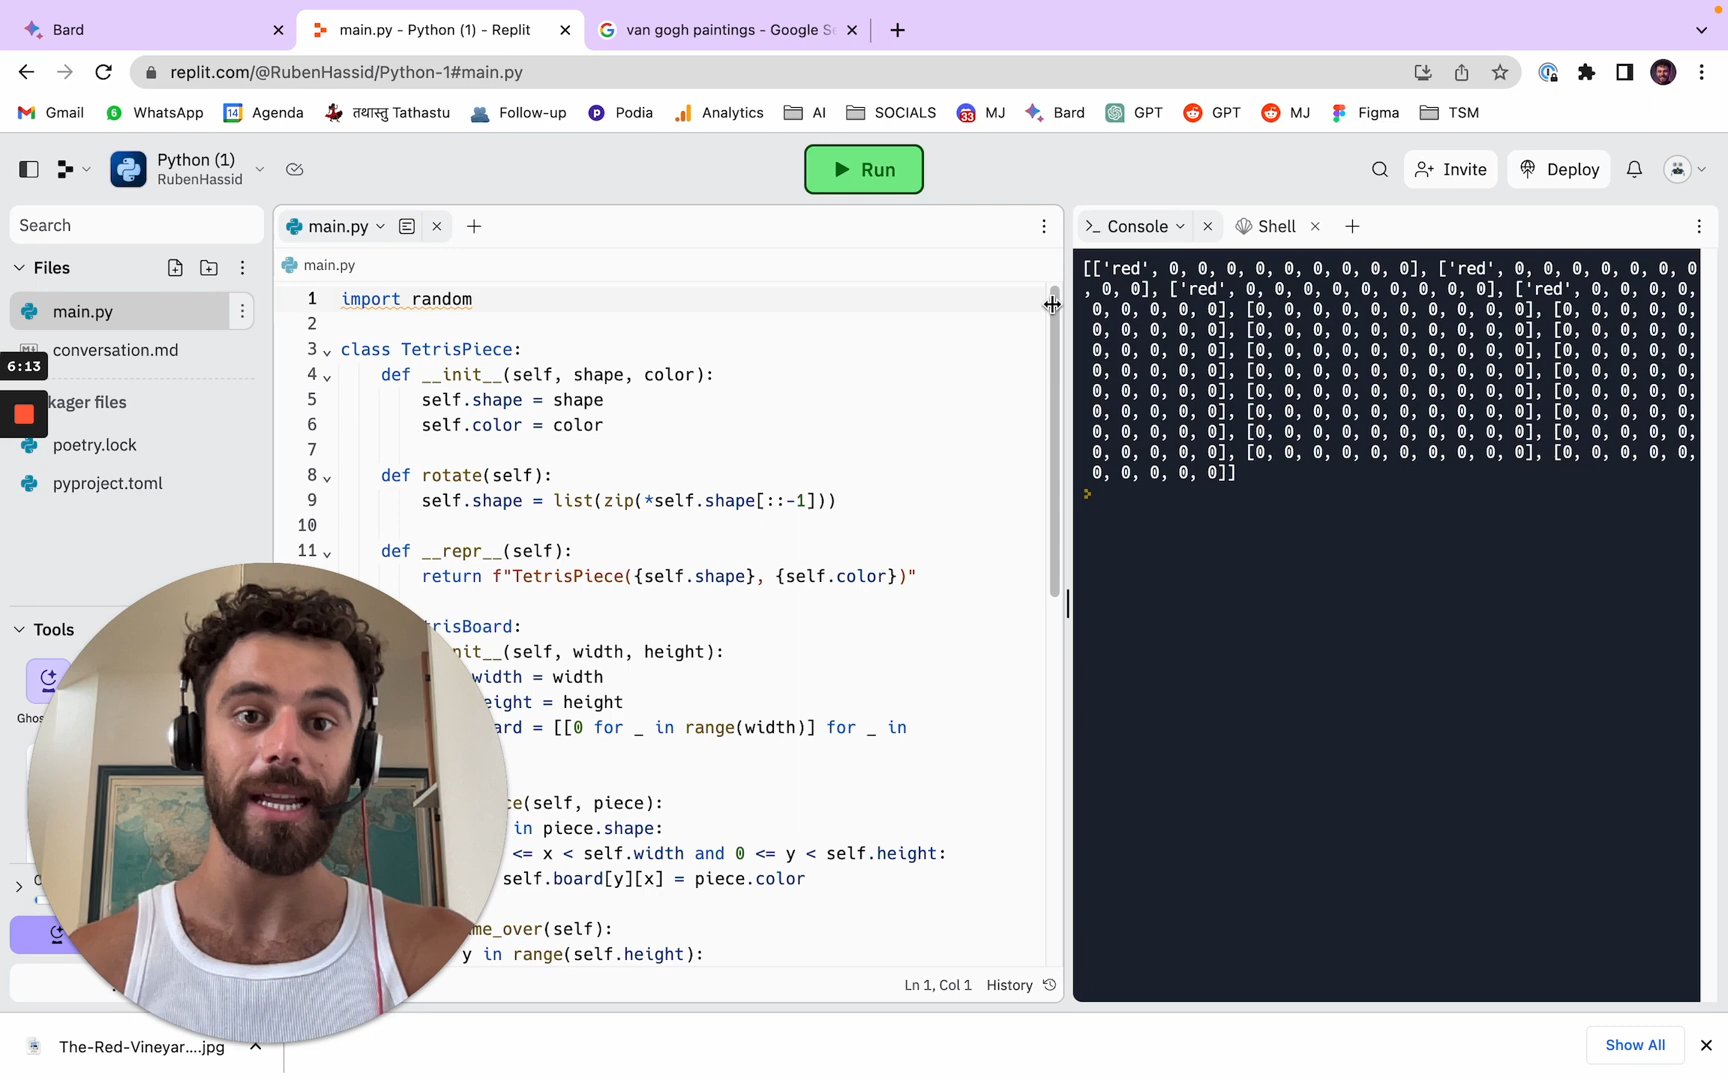 Bard
main.py - Python (1) - Replit
van gogh paintings - Google Se
replit.com/@RubenHassid/Python-1#main.py
Gmail
6 WhatsApp
14 Agenda
तथास्तु Tathastu
Follow-up
Podia
Analytics
AI
SOCIALS
33 MJ
Bard
GPT
GPT
MJ
Figma
TSM
Python (1)
RubenHassid
Run
Invite
Deploy
Search
Files
main.py
conversation.md
6:13
kager files
poetry.lock
pyproject.toml
Tools
Ghos
main.py
main.py
1 import random
2
3 class TetrisPiece:
4 def __init__(self, shape, color):
5 self.shape = shape
6 self.color = color
7
8 def rotate(self):
9 self.shape = list(zip(*self.shape[::-1]))
10
11 def __repr__(self):
return f"TetrisPiece({self.shape}, {self.color})"
trisBoard:
nit__(self, width, height):
width = width
eight = height
ard = [[0 for _ in range(width)] for _ in
ce(self, piece):
in piece.shape:
<= x < self.width and 0 <= y < self.height:
self.board[y][x] = piece.color
me_over(self):
y in range(self.height):
Ln 1, Col 1 History
>_ Console
Shell
[['red', 0, 0, 0, 0, 0, 0, 0, 0, 0], ['red', 0, 0, 0, 0, 0, 0, 0
, 0, 0], ['red', 0, 0, 0, 0, 0, 0, 0, 0, 0], ['red', 0, 0, 0, 0,
0, 0, 0, 0, 0], [0, 0, 0, 0, 0, 0, 0, 0, 0, 0], [0, 0, 0, 0, 0,
0, 0, 0, 0, 0], [0, 0, 0, 0, 0, 0, 0, 0, 0, 0], [0, 0, 0, 0, 0,
0, 0, 0, 0, 0], [0, 0, 0, 0, 0, 0, 0, 0, 0, 0], [0, 0, 0, 0, 0,
0, 0, 0, 0, 0], [0, 0, 0, 0, 0, 0, 0, 0, 0, 0], [0, 0, 0, 0, 0,
0, 0, 0, 0, 0], [0, 0, 0, 0, 0, 0, 0, 0, 0, 0], [0, 0, 0, 0, 0,
0, 0, 0, 0, 0], [0, 0, 0, 0, 0, 0, 0, 0, 0, 0], [0, 0, 0, 0, 0,
0, 0, 0, 0, 0], [0, 0, 0, 0, 0, 0, 0, 0, 0, 0], [0, 0, 0, 0, 0,
0, 0, 0, 0, 0], [0, 0, 0, 0, 0, 0, 0, 0, 0, 0], [0, 0, 0, 0, 0,
0, 0, 0, 0, 0]]
The-Red-Vineyar....jpg
Show All